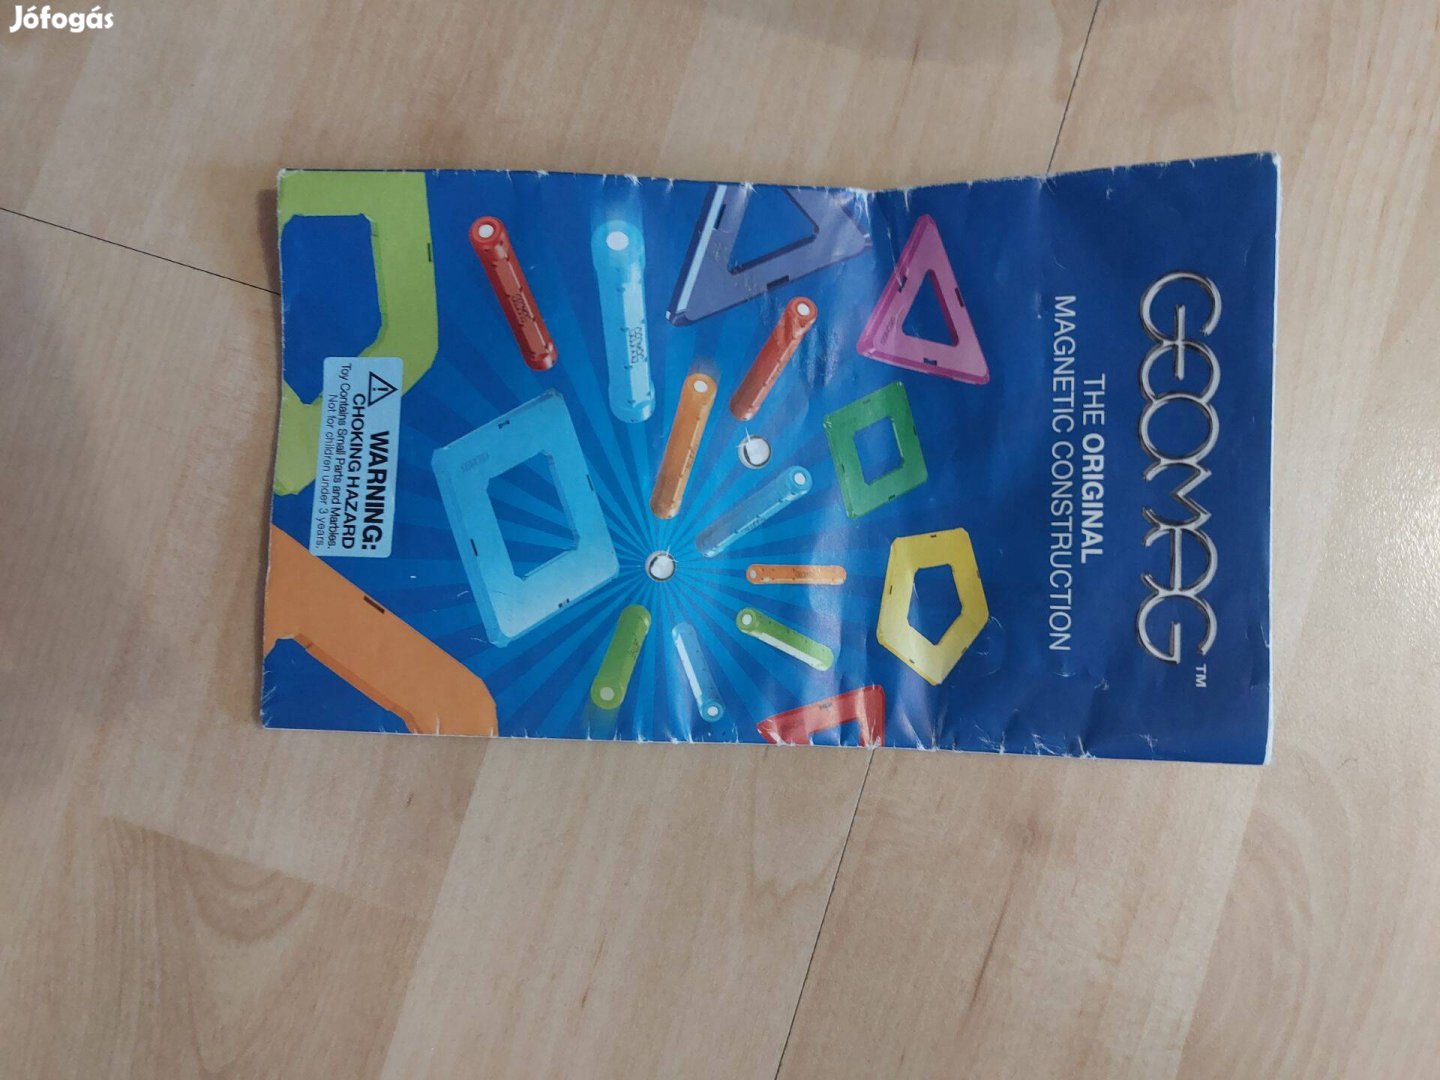 Jófogás
GEOMAG™
THE ORIGINAL
MAGNETIC CONSTRUCTION
WARNING:
CHOKING HAZARD
Toy Contains Small Parts and Marbles.
Not for children under 3 years.